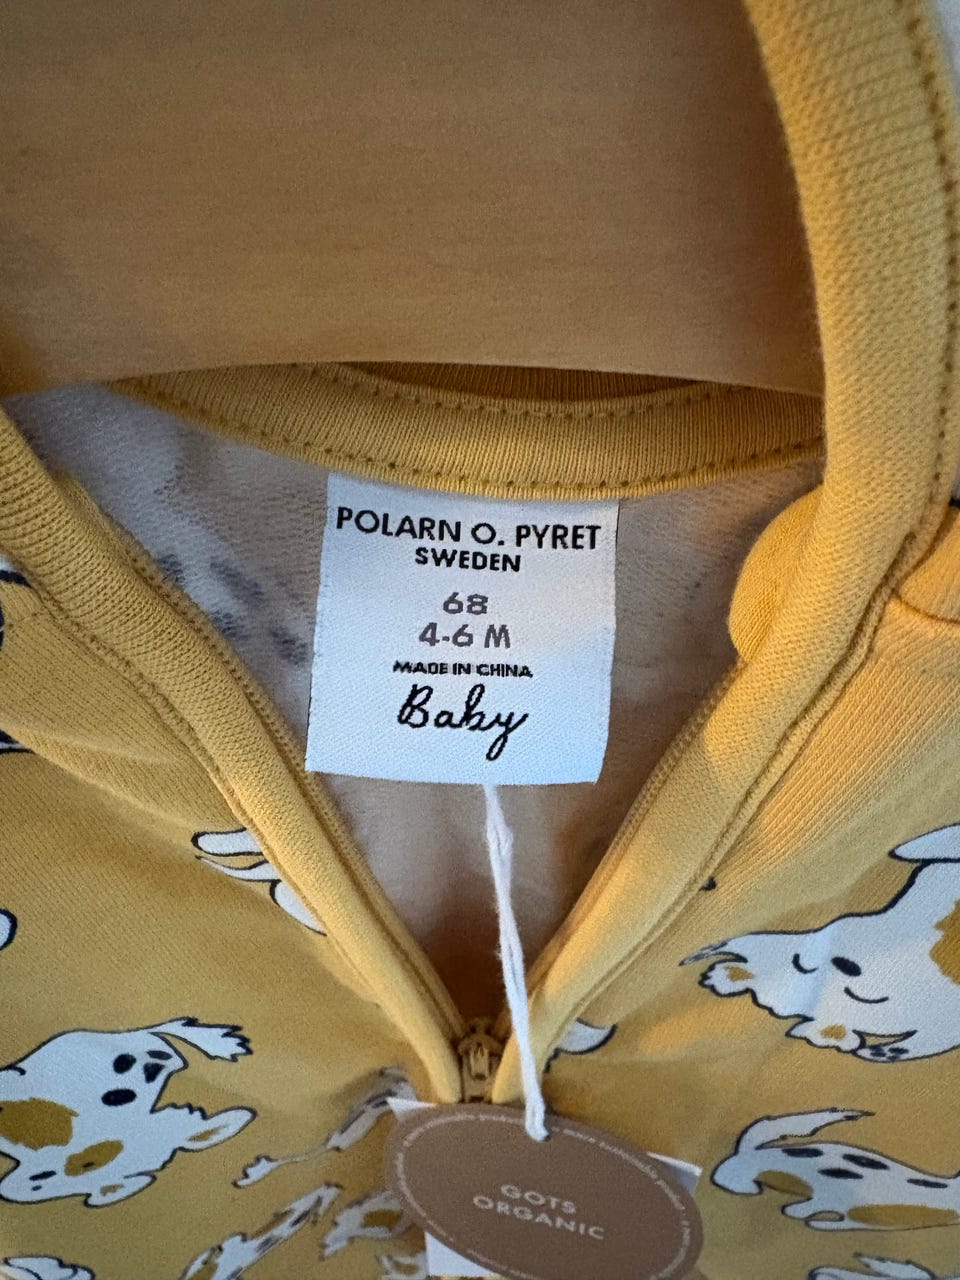 POLARN O. PYRET
SWEDEN
68
4-6 M
MADE IN CHINA
Baby
GOTS
ORGANIC